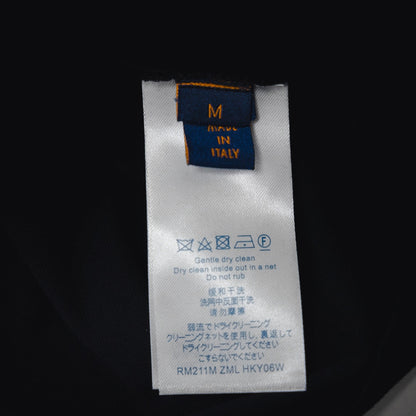 M
MADE
IN
ITALY
F
Gentle dry clean
Dry clean inside out in a net
Do not rub
缓和干洗
洗网中反面干洗
请勿摩擦
弱流でドライクリーニング
クリーニングネットを使用し、裏返して
ドライクリーニングしてください
こすらないでください
RM211M ZML HKY06W